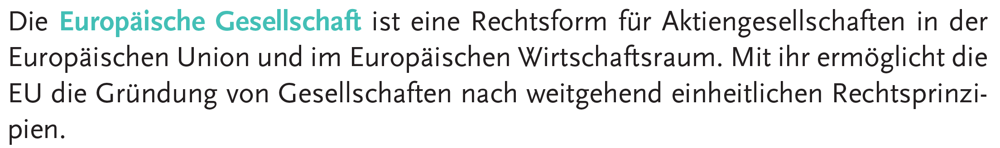 Die Europäische Gesellschaft ist eine Rechtsform für Aktiengesellschaften in der
Europäischen Union und im Europäischen Wirtschaftsraum. Mit ihr ermöglicht die
EU die Gründung von Gesellschaften nach weitgehend einheitlichen Rechtsprinzi-
pien.